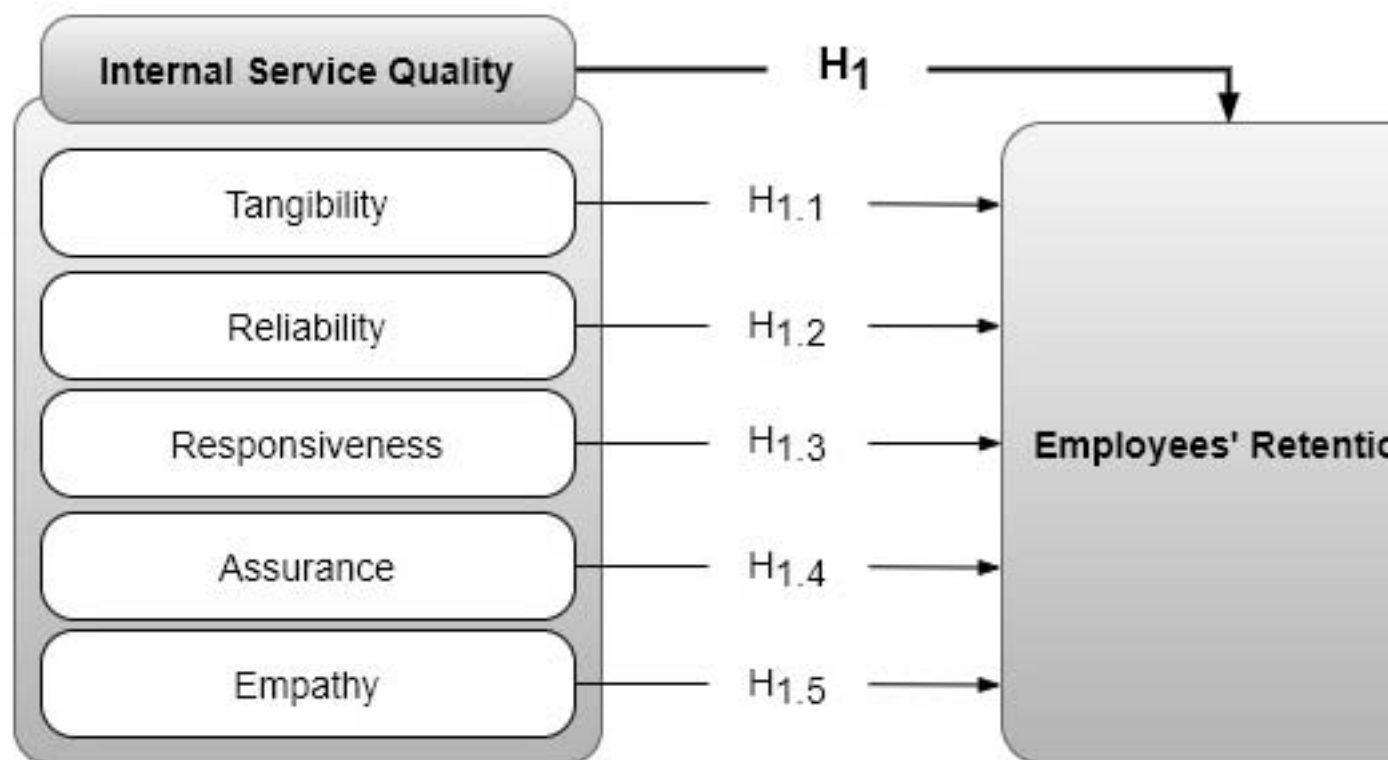 Internal Service Quality
H1
Tangibility
H1.1
Reliability
H1.2
Responsiveness
H1.3
Employees' Retentio
Assurance
H1.4
Empathy
H1.5